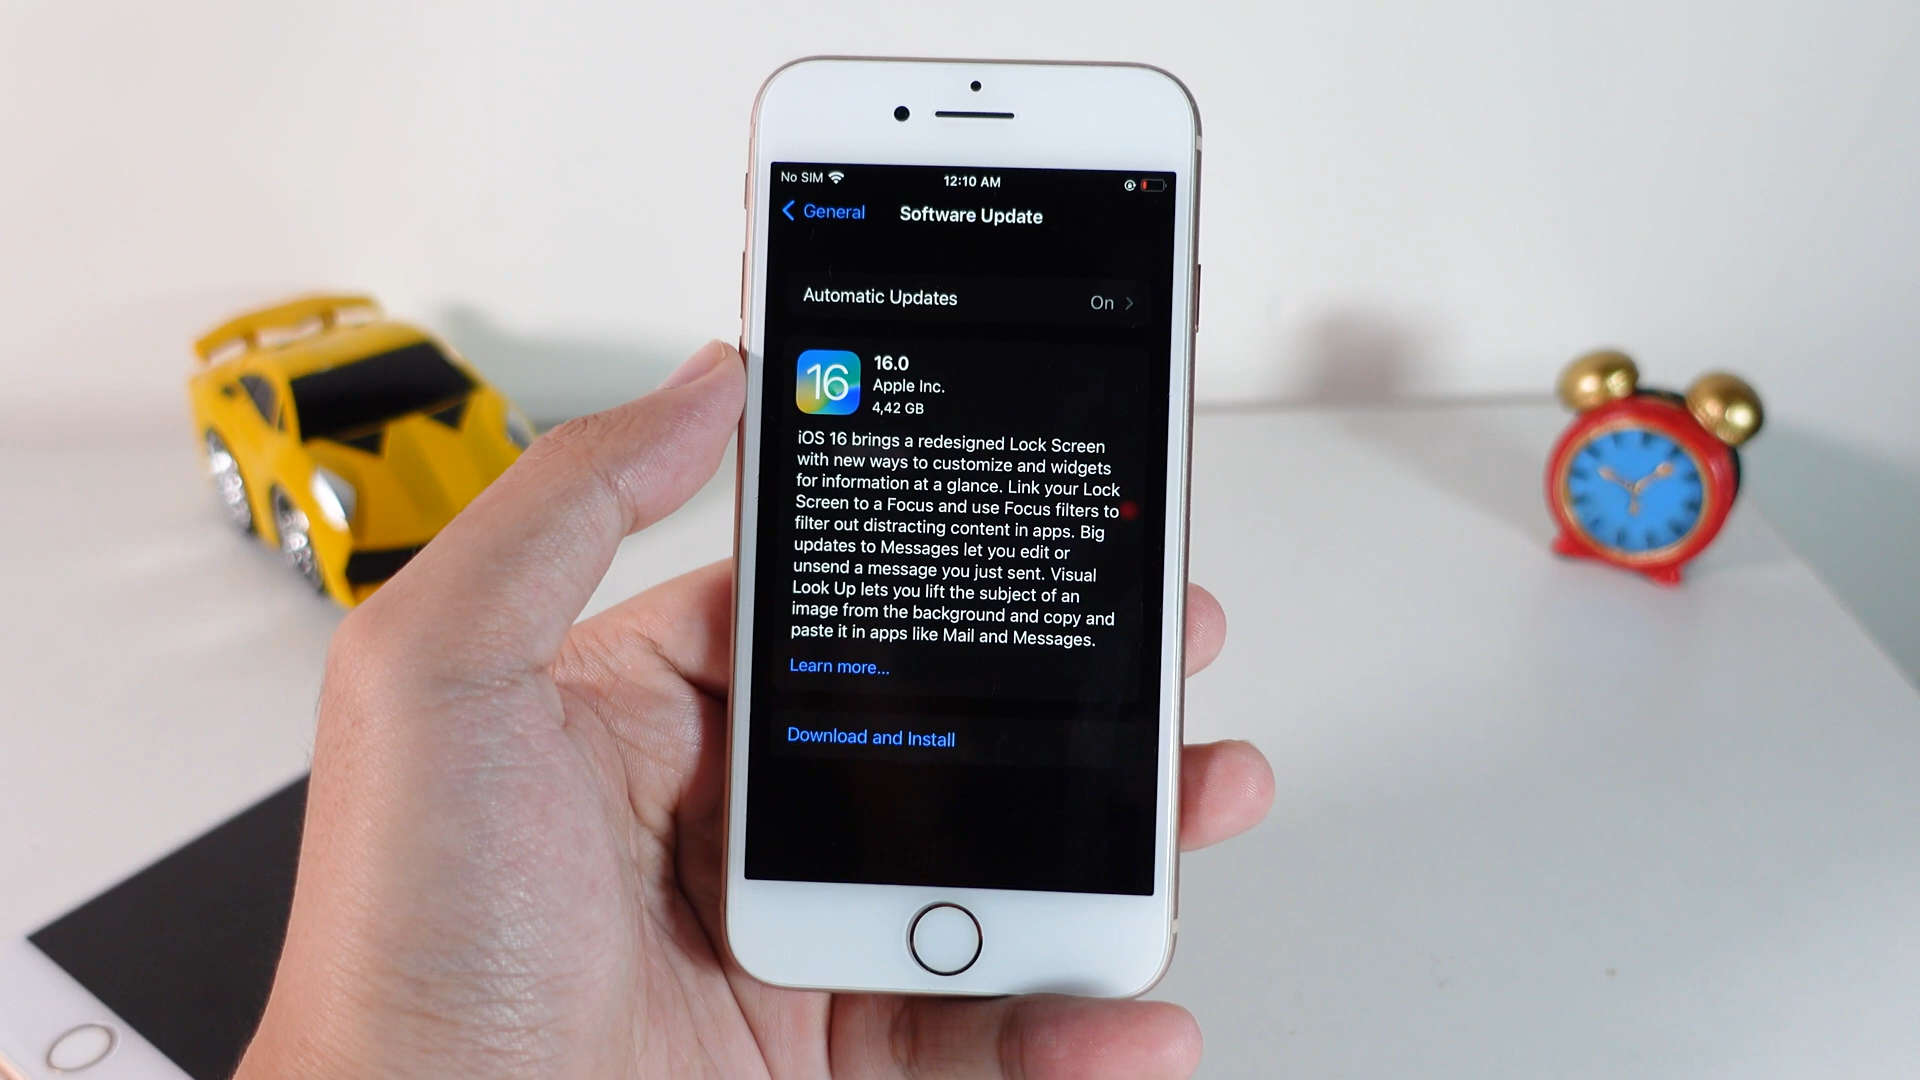 No SIM
12:10 AM
General
Software Update
Automatic Updates
On
16
16.0
Apple Inc.
4,42 GB
iOS 16 brings a redesigned Lock Screen
with new ways to customize and widgets
for information at a glance. Link your Lock
Screen to a Focus and use Focus filters to
filter out distracting content in apps. Big
updates to Messages let you edit or
unsend a message you just sent. Visual
Look Up lets you lift the subject of an
image from the background and copy and
paste it in apps like Mail and Messages.
Learn more...
Download and Install